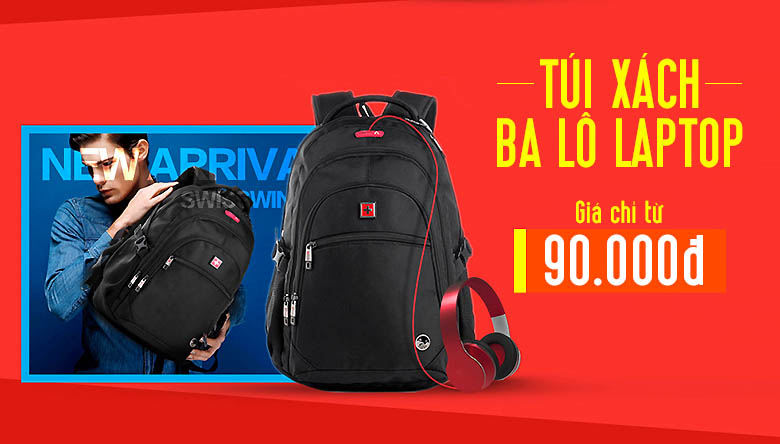 TÚI XÁCH
BA LÔ LAPTOP
Giá chỉ từ
90.000đ
NEW ARRIVA
SWISSWIN